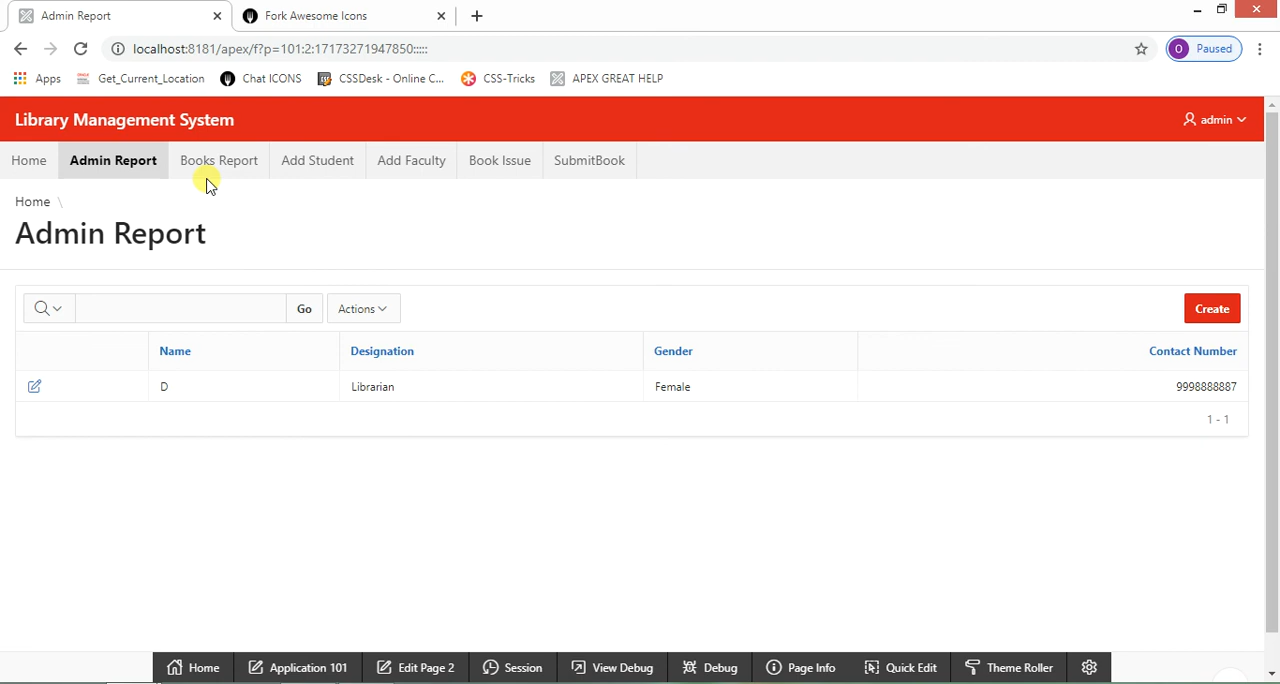 Admin Report
Fork Awesome Icons
localhost:8181/apex/f?p=101:2:17173271947850:::::
O Paused
Apps Get_Current_Location Chat ICONS CSSDesk - Online C... CSS-Tricks APEX GREAT HELP
Library Management System
admin
Home Admin Report Books Report Add Student Add Faculty Book Issue SubmitBook
Home \
Admin Report
Go Actions Create
Name Designation Gender Contact Number
D Librarian Female 9998888887
1 - 1
Home Application 101 Edit Page 2 Session View Debug Debug Page Info Quick Edit Theme Roller